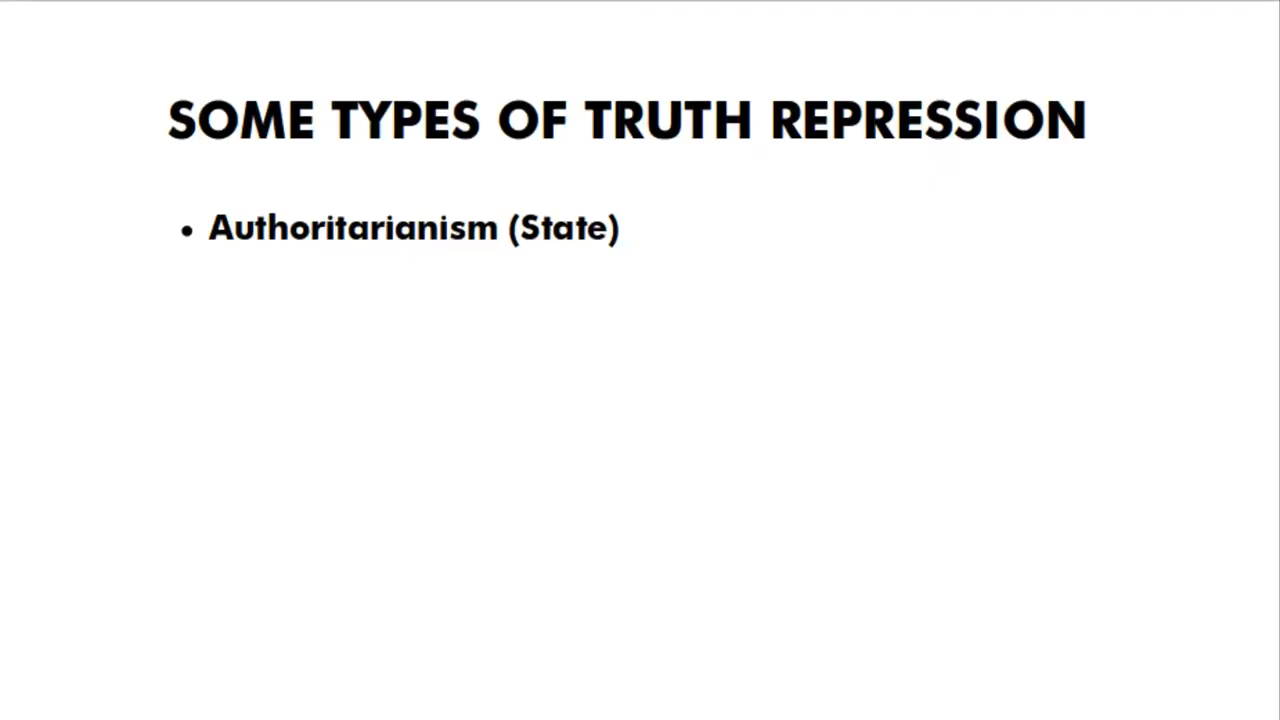 SOME TYPES OF TRUTH REPRESSION
• Authoritarianism (State)